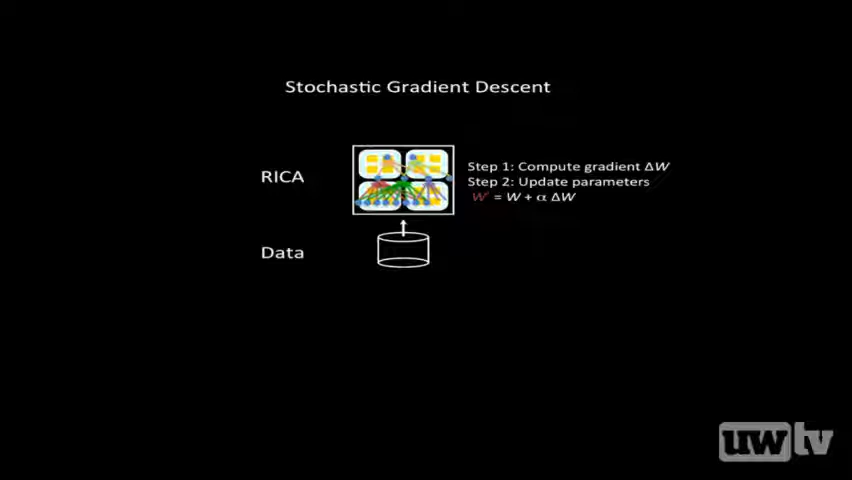 Stochastic Gradient Descent
RICA
Step 1: Compute gradient ΔW
Step 2: Update parameters
W' = W + α ΔW
Data
uwtv